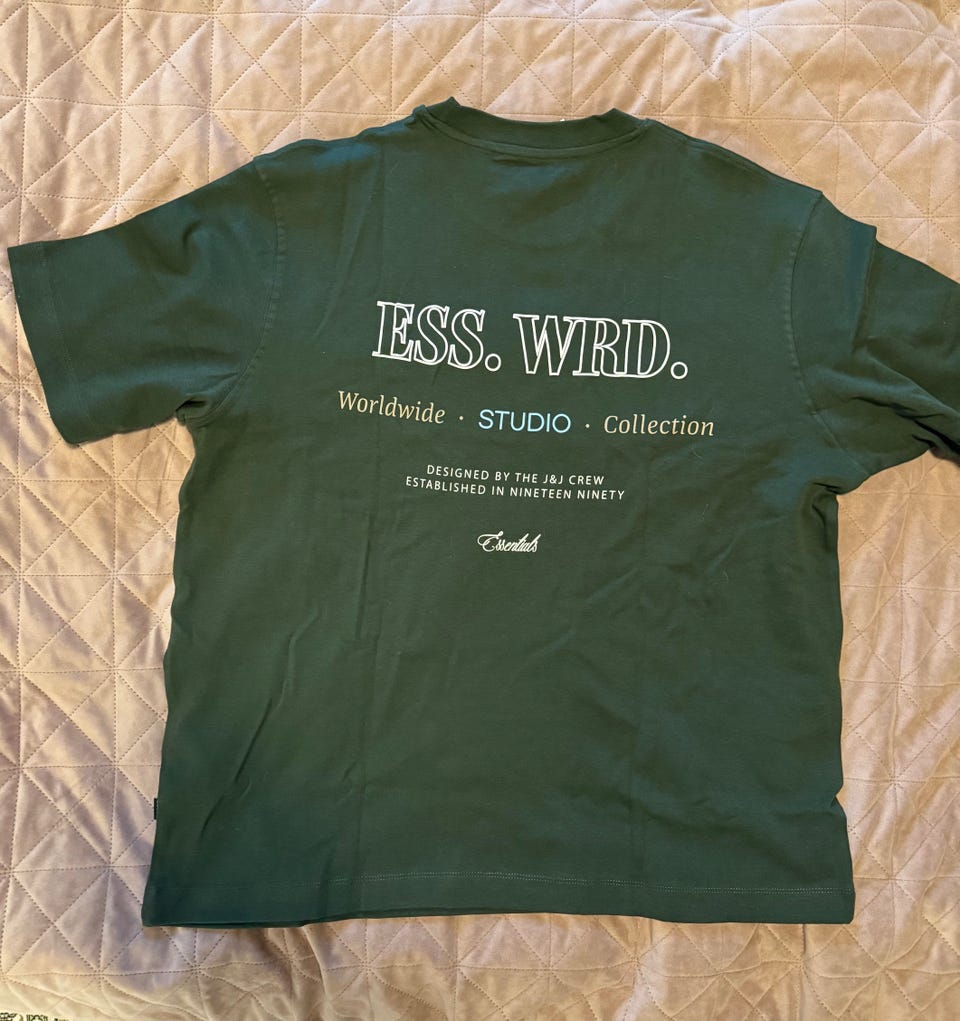 ESS. WRD.
Worldwide · STUDIO · Collection
DESIGNED BY THE J&J CREW
ESTABLISHED IN NINETEEN NINETY
Essentials